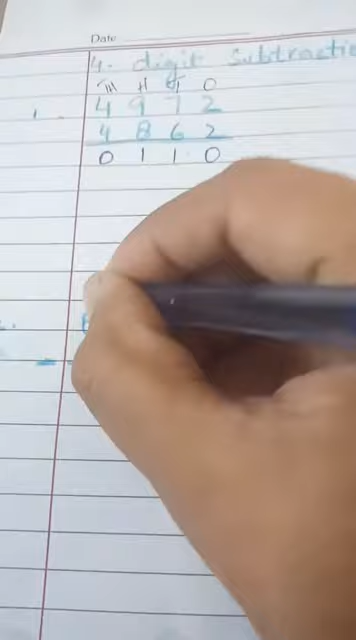 Date
4. digit subtractio
TH H T O
1. 4 9 7 2
4 8 6 2
0 1 1 0